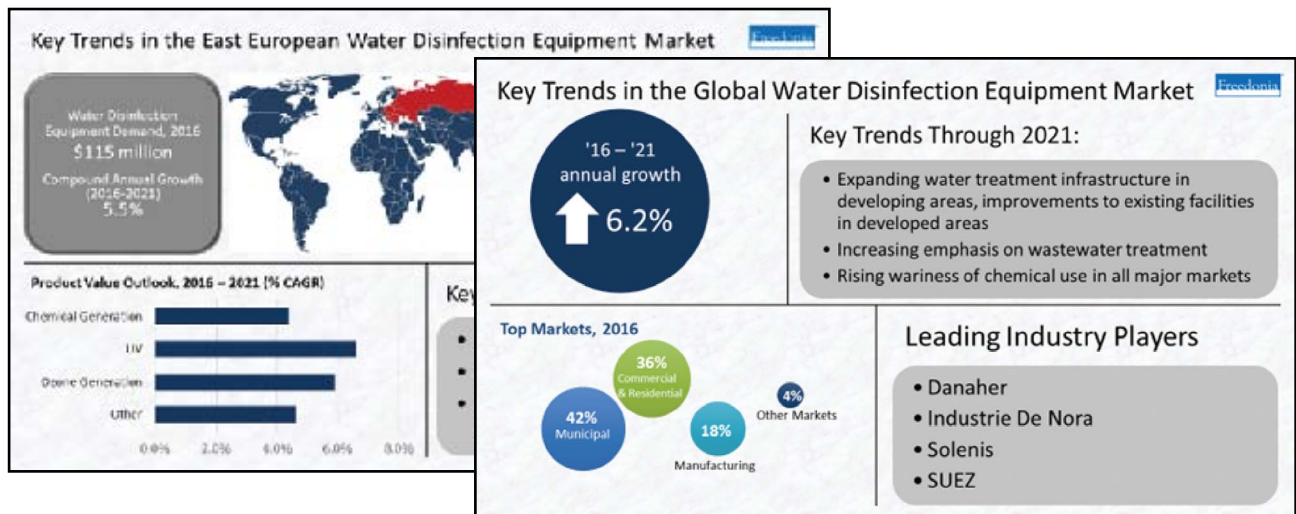 Key Trends in the East European Water Disinfection Equipment Market
Freedonia
Water Disinfection
Equipment Demand, 2016
$115 million
Compound Annual Growth
(2016-2021)
5.5%
Product Value Outlook, 2016 – 2021 (% CAGR)
Chemical Generation
UV
Ozone Generation
Other
0.0%
2.0%
4.0%
6.0%
8.0%
Key
Key Trends in the Global Water Disinfection Equipment Market
Freedonia
'16 – '21
annual growth
6.2%
Key Trends Through 2021:
• Expanding water treatment infrastructure in
developing areas, improvements to existing facilities
in developed areas
• Increasing emphasis on wastewater treatment
• Rising wariness of chemical use in all major markets
Top Markets, 2016
36%
Commercial
& Residential
42%
Municipal
18%
Manufacturing
4%
Other Markets
Leading Industry Players
• Danaher
• Industrie De Nora
• Solenis
• SUEZ